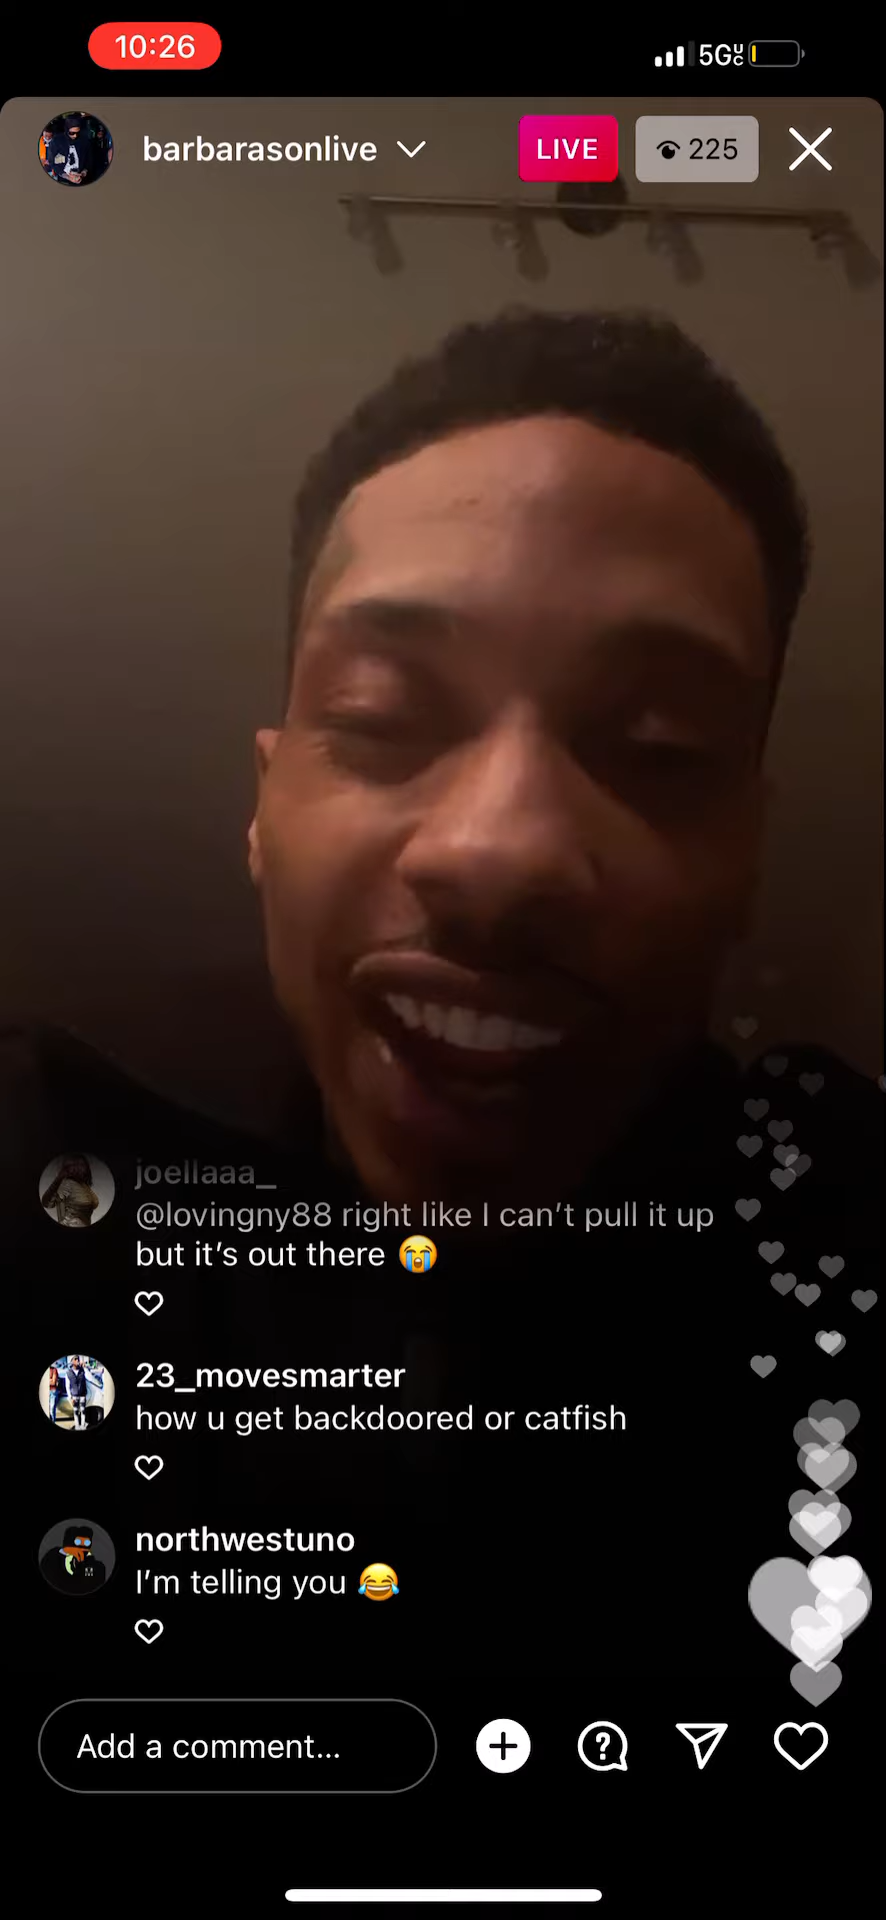 10:26
5GUC
barbarasonlive
LIVE
225
joellaaa_
@lovingny88 right like I can't pull it up
but it's out there 😭
23_movesmarter
how u get backdoored or catfish
northwestuno
I'm telling you 😂
Add a comment...